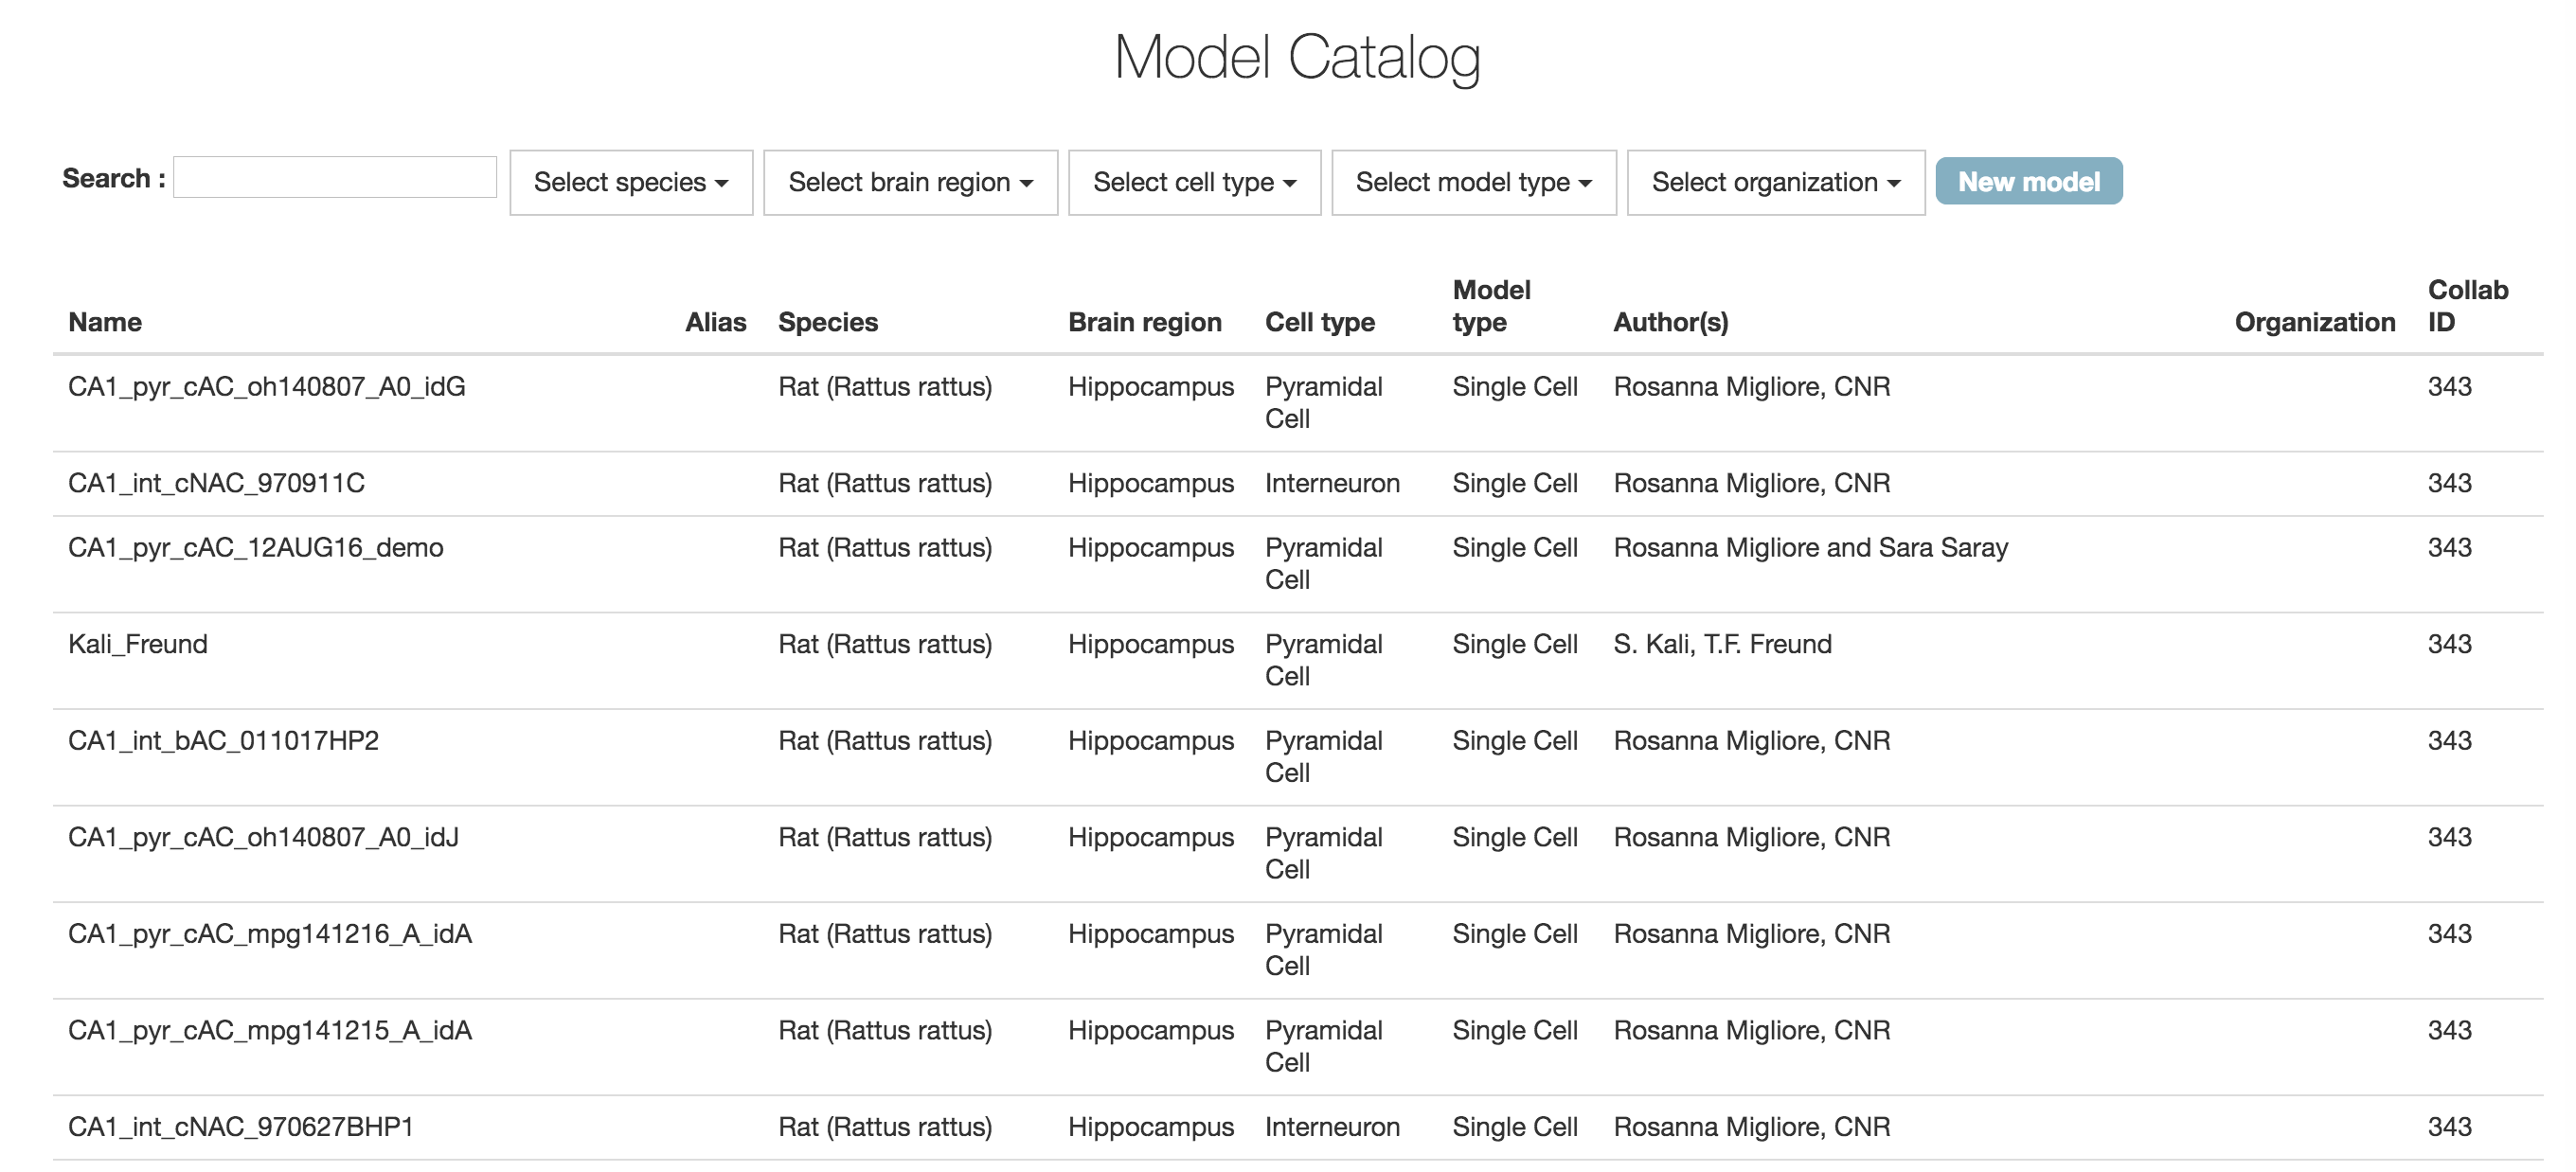 Model Catalog
Search : Select species Select brain region Select cell type Select model type Select organization New model
Name Alias Species Brain region Cell type Model type Author(s) Organization Collab ID
CA1_pyr_cAC_oh140807_A0_idG Rat (Rattus rattus) Hippocampus Pyramidal Cell Single Cell Rosanna Migliore, CNR 343
CA1_int_cNAC_970911C Rat (Rattus rattus) Hippocampus Interneuron Single Cell Rosanna Migliore, CNR 343
CA1_pyr_cAC_12AUG16_demo Rat (Rattus rattus) Hippocampus Pyramidal Cell Single Cell Rosanna Migliore and Sara Saray 343
Kali_Freund Rat (Rattus rattus) Hippocampus Pyramidal Cell Single Cell S. Kali, T.F. Freund 343
CA1_int_bAC_011017HP2 Rat (Rattus rattus) Hippocampus Pyramidal Cell Single Cell Rosanna Migliore, CNR 343
CA1_pyr_cAC_oh140807_A0_idJ Rat (Rattus rattus) Hippocampus Pyramidal Cell Single Cell Rosanna Migliore, CNR 343
CA1_pyr_cAC_mpg141216_A_idA Rat (Rattus rattus) Hippocampus Pyramidal Cell Single Cell Rosanna Migliore, CNR 343
CA1_pyr_cAC_mpg141215_A_idA Rat (Rattus rattus) Hippocampus Pyramidal Cell Single Cell Rosanna Migliore, CNR 343
CA1_int_cNAC_970627BHP1 Rat (Rattus rattus) Hippocampus Interneuron Single Cell Rosanna Migliore, CNR 343